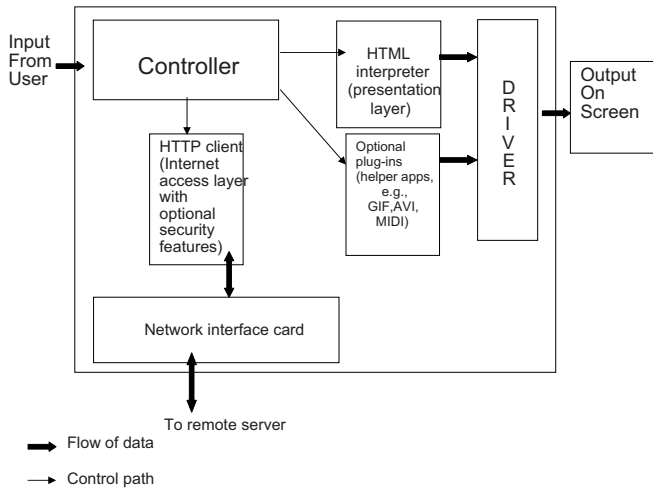 Input
From
User
Controller
HTML
interpreter
(presentation
layer)
D
R
I
V
E
R
Output
On
Screen
HTTP client
(Internet
access layer
with
optional
security
features)
Optional
plug-ins
(helper apps,
e.g.,
GIF,AVI,
MIDI)
Network interface card
To remote server
Flow of data
Control path